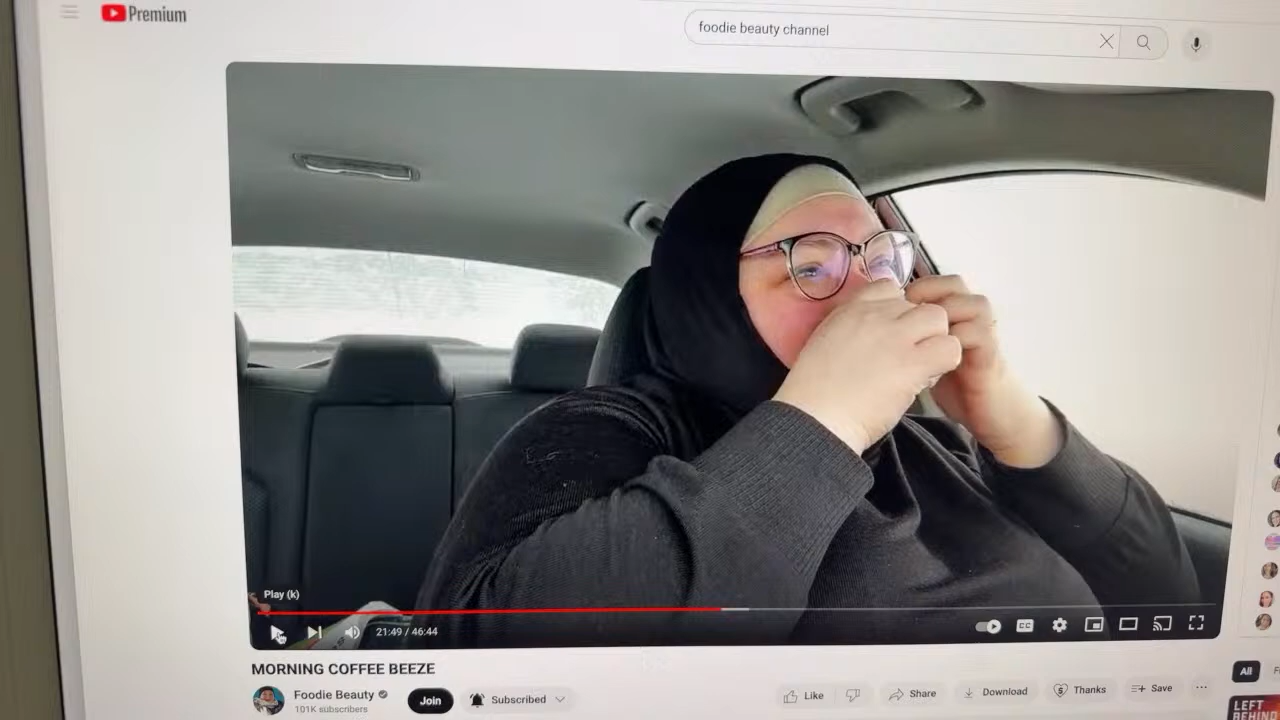 Premium
foodie beauty channel
Play (k)
21:49 / 46:44
CC
MORNING COFFEE BEEZE
Foodie Beauty
101K subscribers
Join
Subscribed
Like
Share
Download
Thanks
Save
All
LEFT
BEHIND